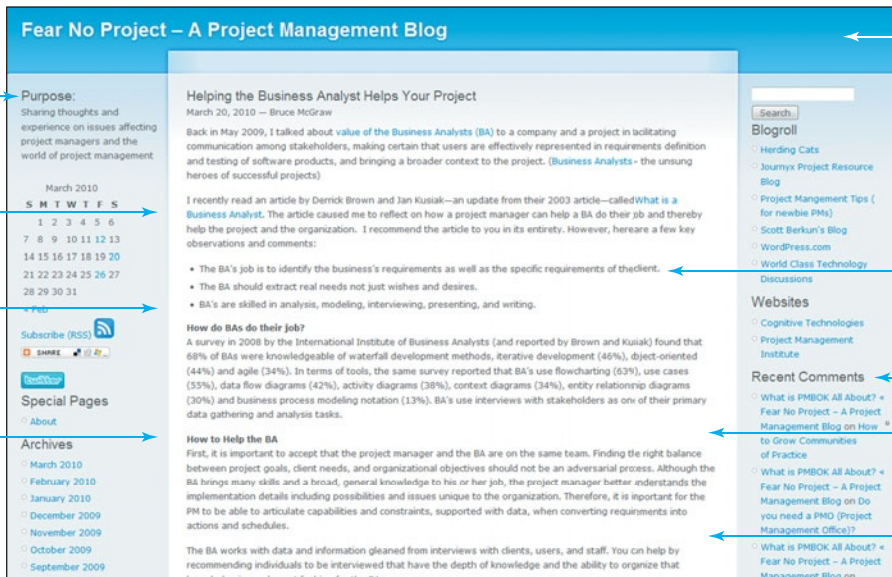 Fear No Project – A Project Management Blog
Purpose:
Sharing thoughts and
experience on issues affecting
project managers and the
world of project management
March 2010
S M T W T F S
1 2 3 4 5 6
7 8 9 10 11 12 13
14 15 16 17 18 19 20
21 22 23 24 25 26 27
28 29 30 31
« Feb
Subscribe (RSS)
SHARE
twitter
Special Pages
About
Archives
March 2010
February 2010
January 2010
December 2009
November 2009
October 2009
September 2009
Helping the Business Analyst Helps Your Project
March 20, 2010 — Bruce McGraw
Back in May 2009, I talked about value of the Business Analysts (BA) to a company and a project in facilitating
communication among stakeholders, making certain that users are effectively represented in requirments definition
and testing of software products, and bringing a broader context to the project. (Business Analysts - the unsung
heroes of successful projects)
I recently read an article by Derrick Brown and Jan Kusiak—an update from their 2003 article—called What is a
Business Analyst. The article caused me to reflect on how a project manager can help a BA do their job and thereby
help the project and the organization. I recommend the article to you in its entirety. However, here are a few key
observations and comments:
• The BA's job is to identify the business's requirements as well as the specific requirements of the client.
• The BA should extract real needs not just wishes and desires.
• BA's are skilled in analysis, modeling, interviewing, presenting, and writing.
How do BAs do their job?
A survey in 2008 by the International Institute of Business Analysts (and reported by Brown and Kusiak) found that
68% of BAs were knowledgeable of waterfall development methods, iterative development (46%), object-oriented
(44%) and agile (34%). In terms of tools, the same survey reported that BA's use flowcharting (63%), use cases
(55%), data flow diagrams (42%), activity diagrams (38%), context diagrams (34%), entity relationship diagrams
(30%) and business process modeling notation (13%). BA's use interviews with stakeholders as one of their primary
data gathering and analysis tasks.
How to Help the BA
First, it is important to accept that the project manager and the BA are on the same team. Finding the right balance
between project goals, client needs, and organizational objectives should not be an adversarial process. Although the
BA brings many skills and a broad, general knowledge to his or her job, the project manager better understands the
implementation details including possibilities and issues unique to the organization. Therefore, it is important for the
PM to be able to articulate capabilities and constraints, supported with data, when converting requirments into
actions and schedules.
The BA works with data and information gleaned from interviews with clients, users, and staff. You can help by
recommending individuals to be interviewed that have the depth of knowledge and the ability to organize that
Search
Blogroll
Herding Cats
Journyx Project Resource
Blog
Project Mangement Tips (
for newbie PMs)
Scott Berkun's Blog
WordPress.com
World Class Technology
Discussions
Websites
Cognitive Technologies
Project Management
Institute
Recent Comments
What is PMBOK All About? «
Fear No Project – A Project
Management Blog on How
to Grow Communities
of Practice
What is PMBOK All About? «
Fear No Project – A Project
Management Blog on Do
you need a PMO (Project
Management Office)?
What is PMBOK All About? «
Fear No Project – A Project
Management Blog on